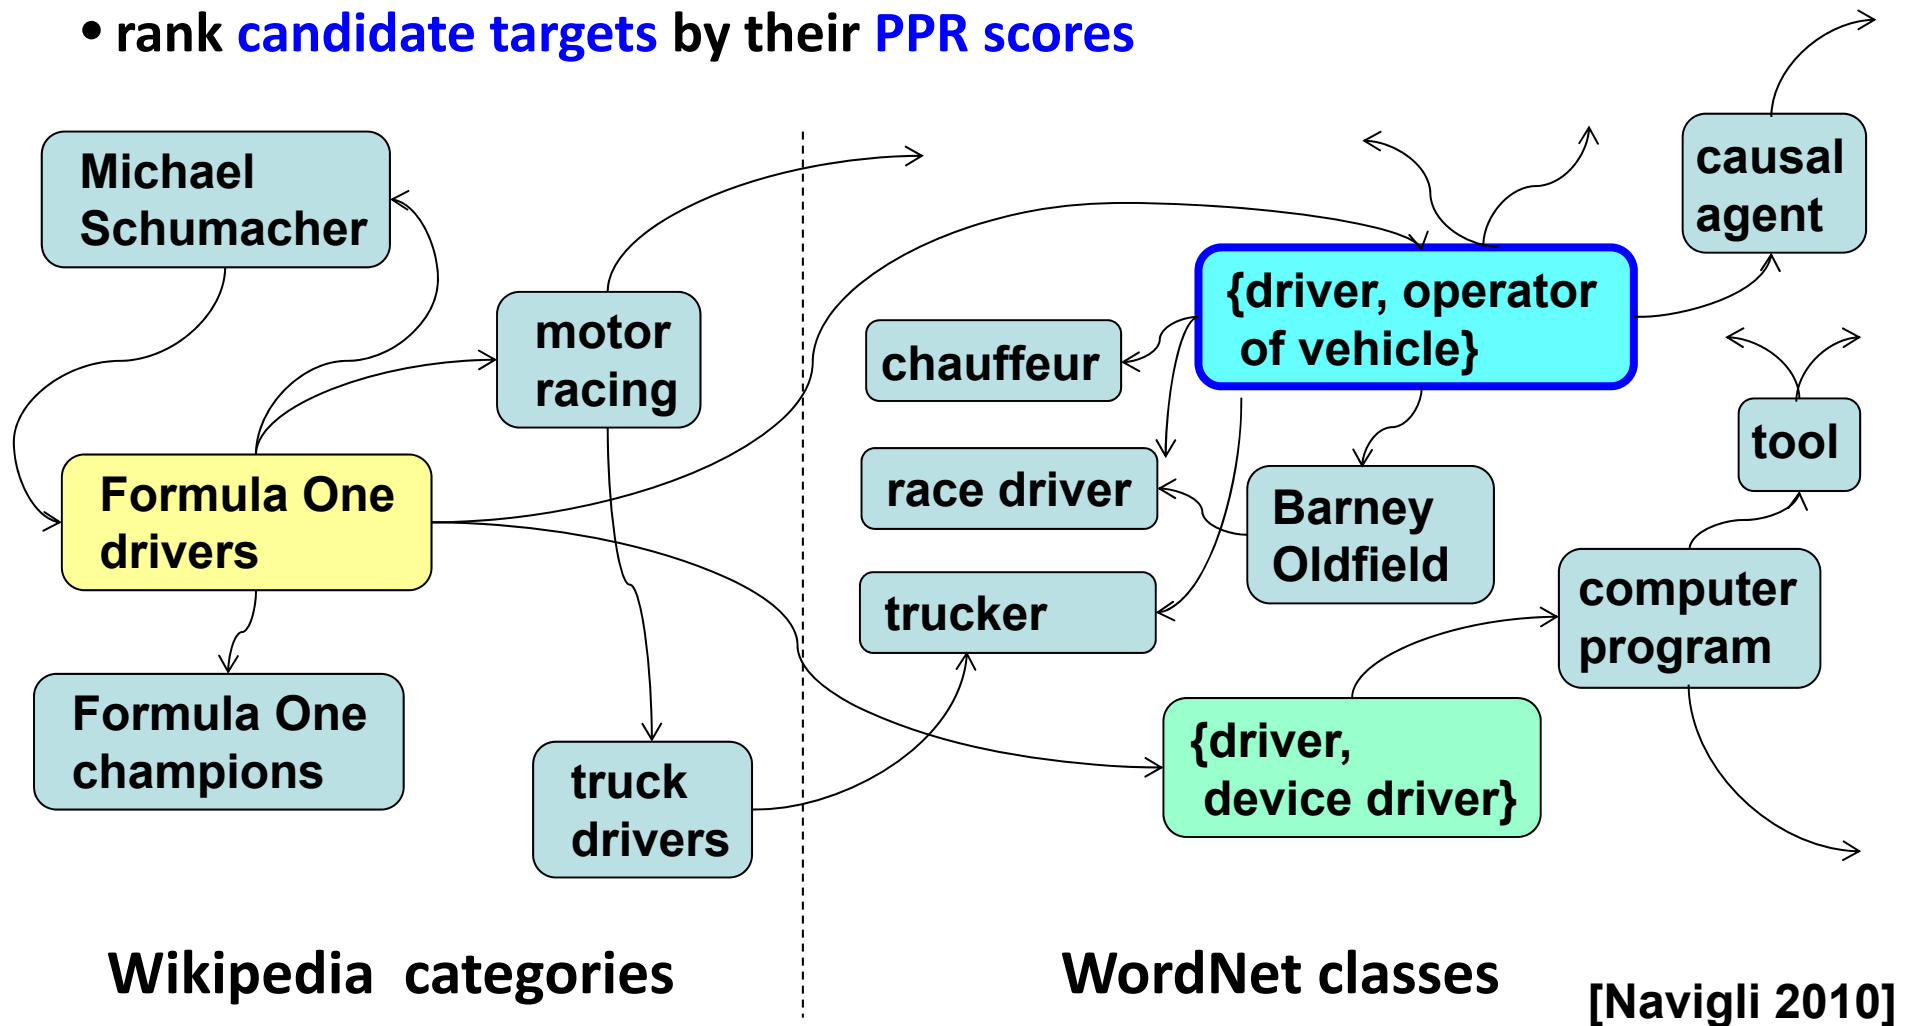 • rank candidate targets by their PPR scores
Michael
Schumacher
motor
racing
Formula One
drivers
Formula One
champions
truck
drivers
{driver, operator
of vehicle}
causal
agent
chauffeur
race driver
trucker
Barney
Oldfield
tool
computer
program
{driver,
device driver}
Wikipedia categories
WordNet classes
[Navigli 2010]